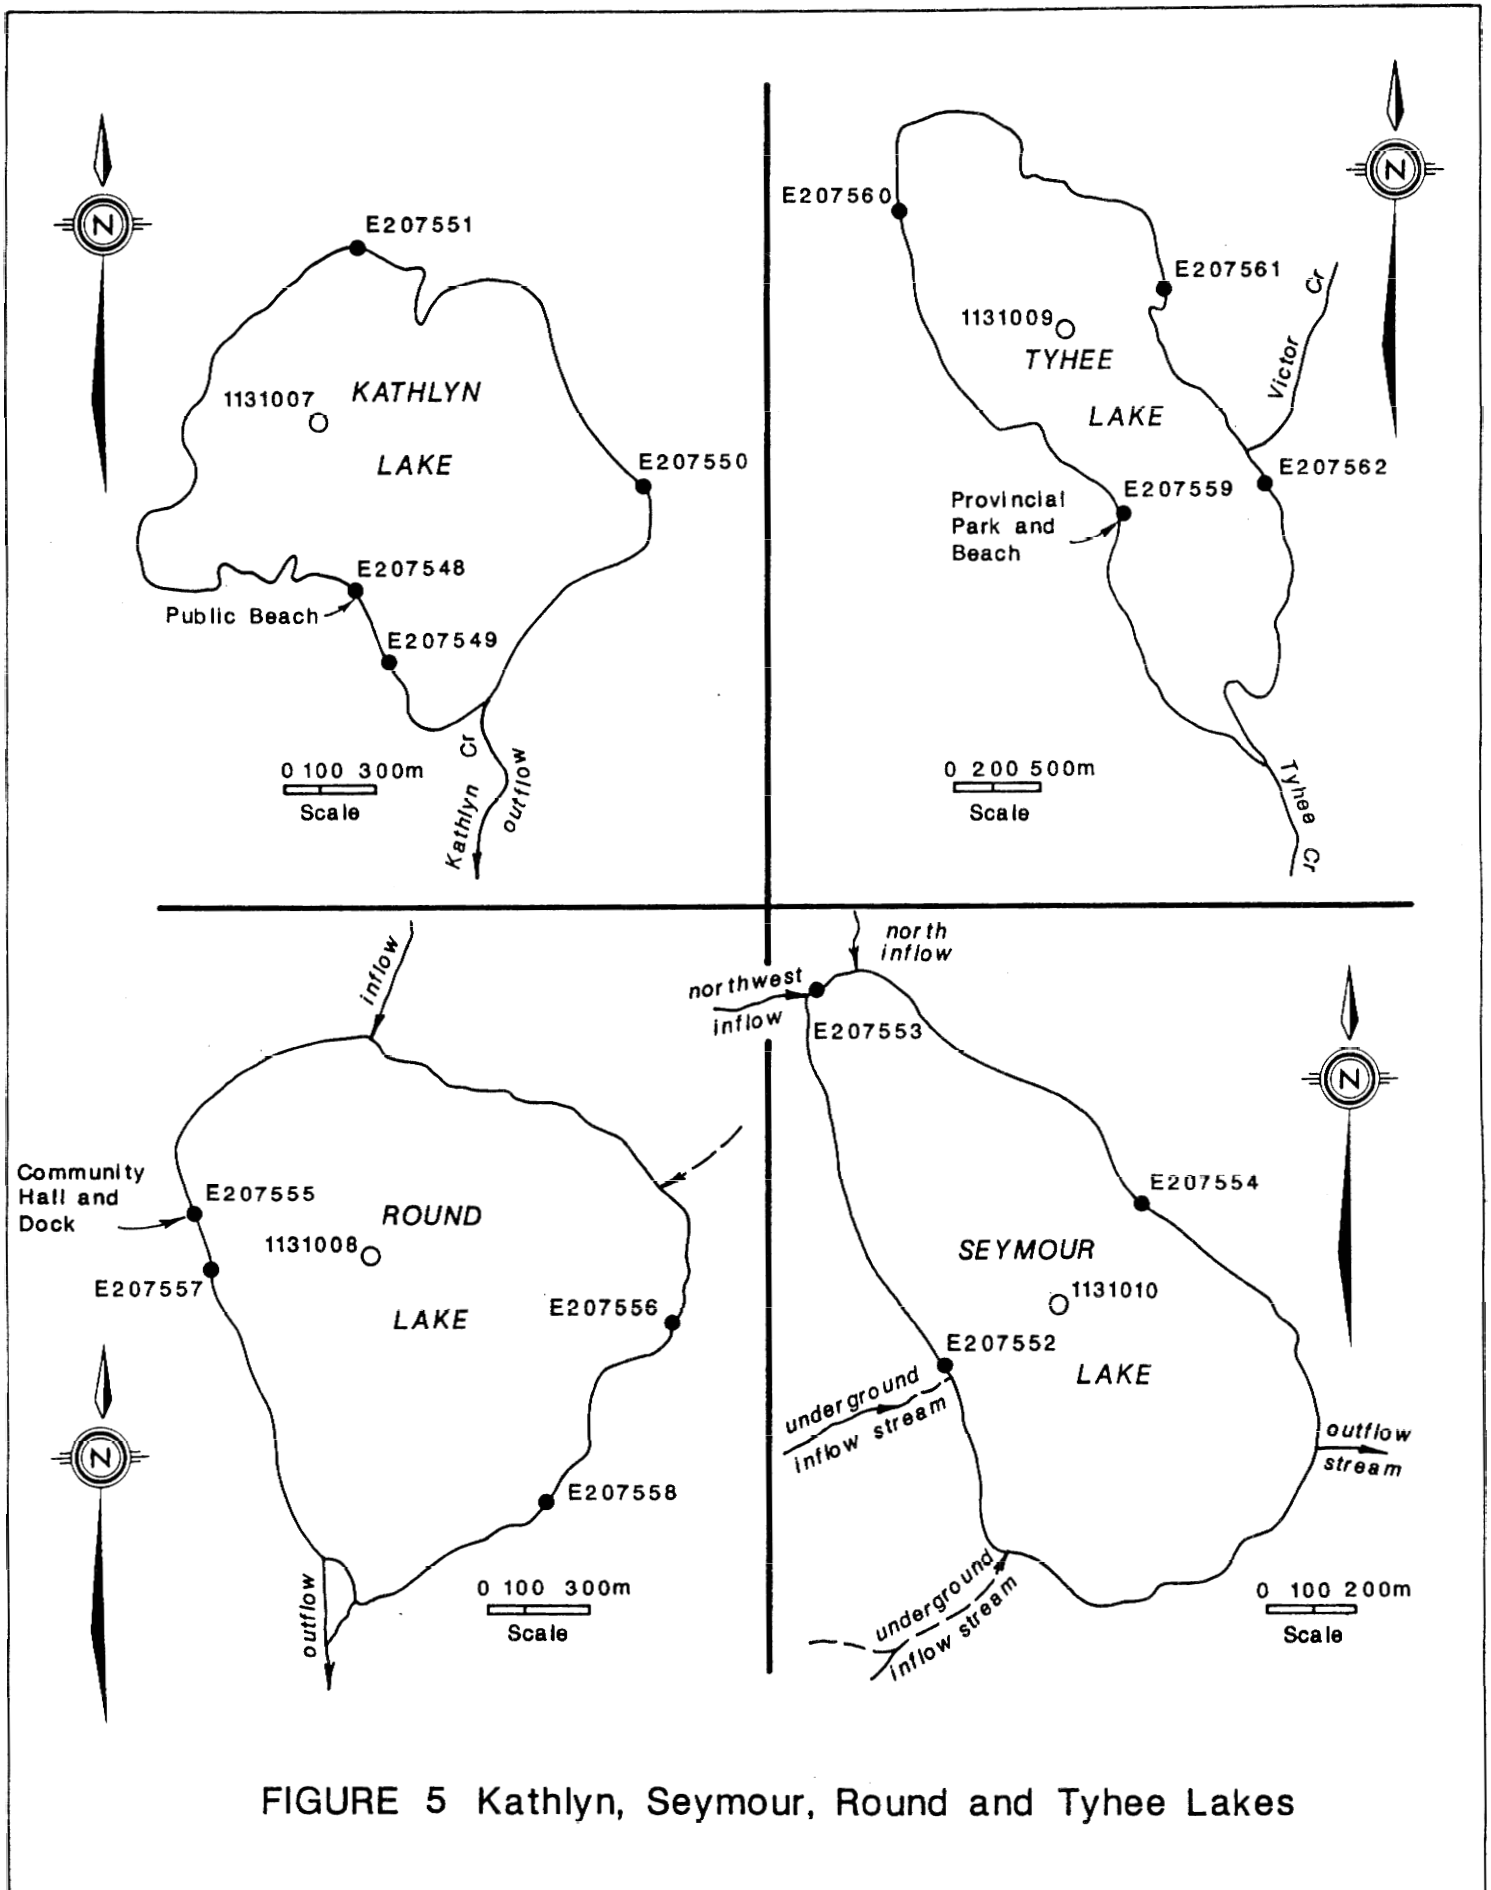 N
E207551
1131007
KATHLYN
LAKE
E207550
E207548
Public Beach
E207549
0 100 300m
Scale
Kathlyn Cr
outflow
N
E207560
E207561
1131009
TYHEE
LAKE
Victor Cr
E207562
E207559
Provincial
Park and
Beach
0 200 500m
Scale
Tyhee Cr
inflow
Community
Hall and
Dock
E207555
ROUND
1131008
E207557
E207556
LAKE
N
E207558
0 100 300m
Scale
outflow
north
inflow
northwest
inflow
E207553
N
E207554
SEYMOUR
1131010
E207552
LAKE
underground
inflow stream
outflow
stream
underground
inflow stream
0 100 200m
Scale
FIGURE 5 Kathlyn, Seymour, Round and Tyhee Lakes